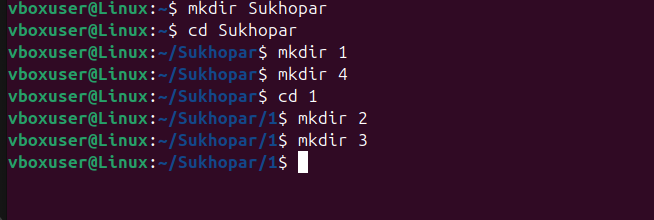 vboxuser@Linux:~$ mkdir Sukhopar
vboxuser@Linux:~$ cd Sukhopar
vboxuser@Linux:~/Sukhopar$ mkdir 1
vboxuser@Linux:~/Sukhopar$ mkdir 4
vboxuser@Linux:~/Sukhopar$ cd 1
vboxuser@Linux:~/Sukhopar/1$ mkdir 2
vboxuser@Linux:~/Sukhopar/1$ mkdir 3
vboxuser@Linux:~/Sukhopar/1$